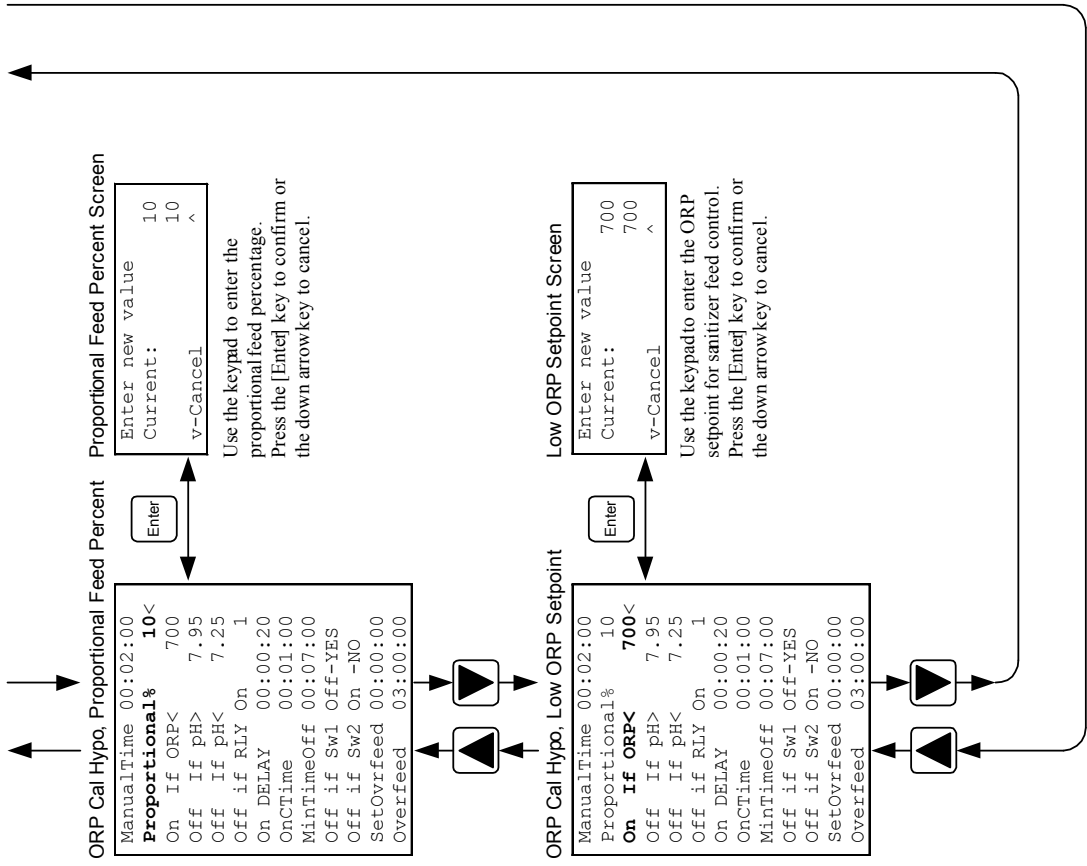 ORP Cal Hypo, Proportional Feed Percent
ManualTime 00:02:00
Proportional% 10<
On If ORP< 700
Off If pH> 7.95
Off If pH< 7.25
Off if RLY On 1
On DELAY 00:00:20
OnCTime 00:01:00
MinTimeOff 00:07:00
Off if Sw1 Off-YES
Off if Sw2 On -NO
SetOvrfeed 00:00:00
Overfeed 03:00:00
Enter
Proportional Feed Percent Screen
Enter new value
Current: 10
10
^
v-Cancel
Use the keypad to enter the
proportional feed percentage.
Press the [Enter] key to confirm or
the down arrow key to cancel.
ORP Cal Hypo, Low ORP Setpoint
ManualTime 00:02:00
Proportional% 10
On If ORP< 700<
Off If pH> 7.95
Off If pH< 7.25
Off if RLY On 1
On DELAY 00:00:20
OnCTime 00:01:00
MinTimeOff 00:07:00
Off if Sw1 Off-YES
Off if Sw2 On -NO
SetOvrfeed 00:00:00
Overfeed 03:00:00
Enter
Low ORP Setpoint Screen
Enter new value
Current: 700
700
^
v-Cancel
Use the keypad to enter the ORP
setpoint for sanitizer feed control.
Press the [Enter] key to confirm or
the down arrow key to cancel.